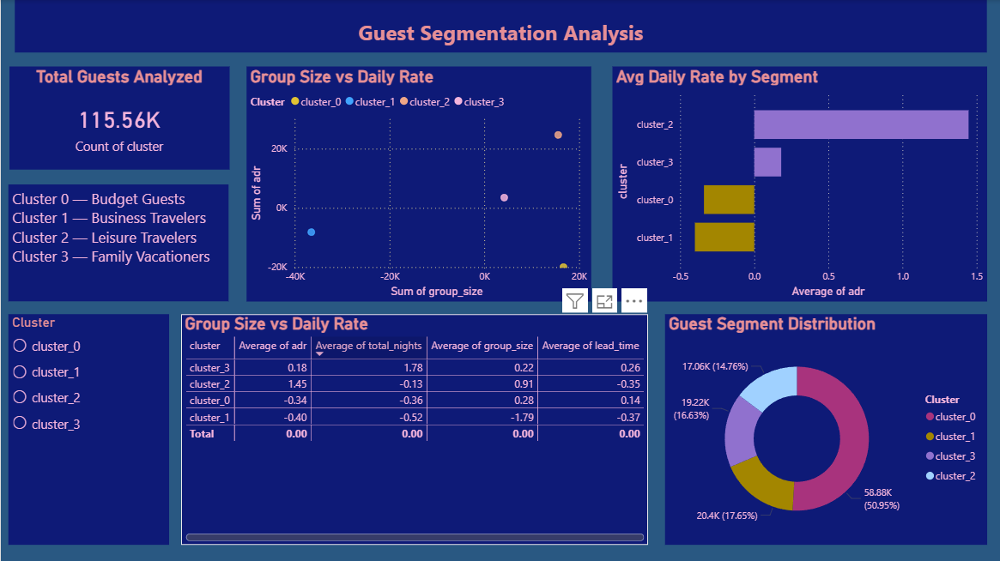 Guest Segmentation Analysis
Total Guests Analyzed
115.56K
Count of cluster
Cluster 0 — Budget Guests
Cluster 1 — Business Travelers
Cluster 2 — Leisure Travelers
Cluster 3 — Family Vacationers
Group Size vs Daily Rate
Cluster cluster_0 cluster_1 cluster_2 cluster_3
Sum of adr
20K
0K
-20K
-40K -20K 0K 20K
Sum of group_size
Avg Daily Rate by Segment
cluster
cluster_2
cluster_3
cluster_0
cluster_1
-0.5 0.0 0.5 1.0 1.5
Average of adr
Cluster
cluster_0
cluster_1
cluster_2
cluster_3
Group Size vs Daily Rate
cluster Average of adr Average of total_nights Average of group_size Average of lead_time
cluster_3 0.18 1.78 0.22 0.26
cluster_2 1.45 -0.13 0.91 -0.35
cluster_0 -0.34 -0.36 0.28 0.14
cluster_1 -0.40 -0.52 -1.79 -0.37
Total 0.00 0.00 0.00 0.00
Guest Segment Distribution
17.06K (14.76%)
19.22K
(16.63%)
20.4K (17.65%)
58.88K
(50.95%)
Cluster
cluster_0
cluster_1
cluster_3
cluster_2